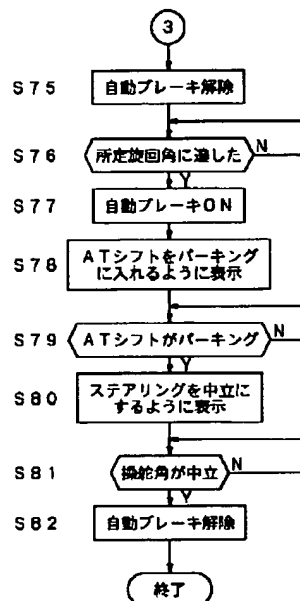 3
S75 自動ブレーキ解除
S76 所定旋回角に達した N
Y
S77 自動ブレーキON
S78 ATシフトをパーキング
に入れるように表示
S79 ATシフトがパーキング N
Y
S80 ステアリングを中立に
するように表示
S81 操舵角が中立 N
Y
S82 自動ブレーキ解除
終了